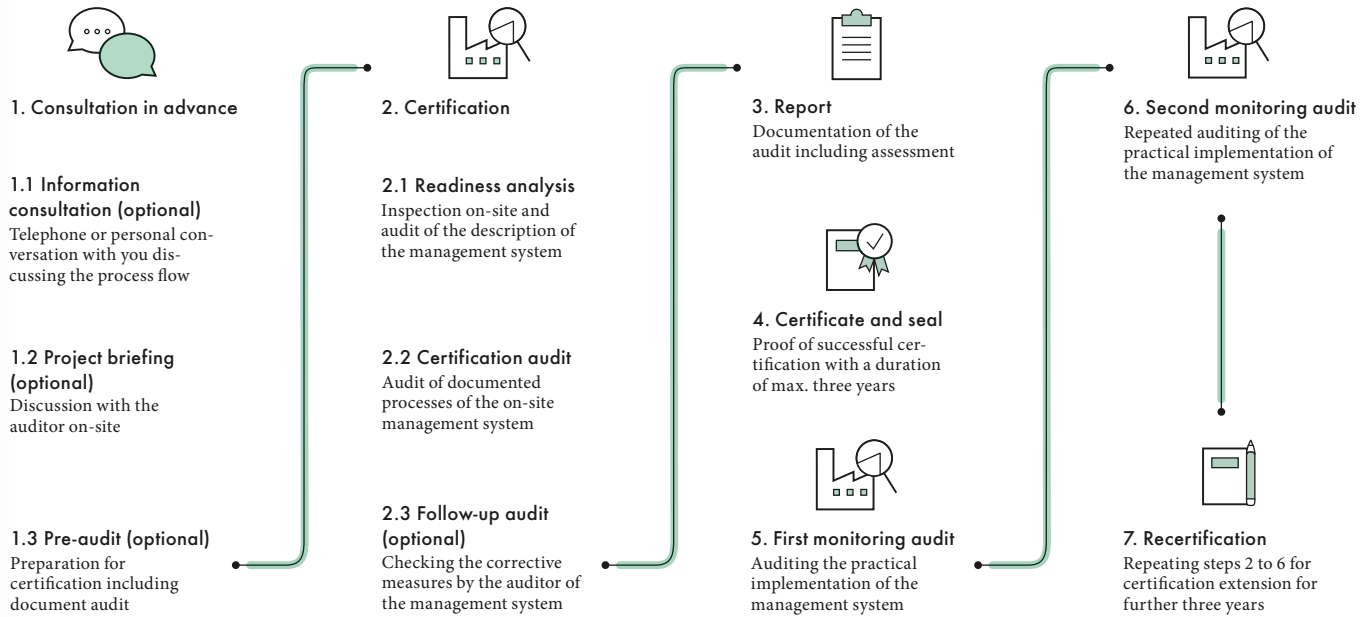 1. Consultation in advance
1.1 Information
consultation (optional)
Telephone or personal con-
versation with you dis-
cussing the process flow
1.2 Project briefing
(optional)
Discussion with the
auditor on-site
1.3 Pre-audit (optional)
Preparation for
certification including
document audit
2. Certification
2.1 Readiness analysis
Inspection on-site and
audit of the description of
the management system
2.2 Certification audit
Audit of documented
processes of the on-site
management system
2.3 Follow-up audit
(optional)
Checking the corrective
measures by the auditor of
the management system
3. Report
Documentation of the
audit including assessment
4. Certificate and seal
Proof of successful cer-
tification with a duration
of max. three years
5. First monitoring audit
Auditing the practical
implementation of the
management system
6. Second monitoring audit
Repeated auditing of the
practical implementation of
the management system
7. Recertification
Repeating steps 2 to 6 for
certification extension for
further three years